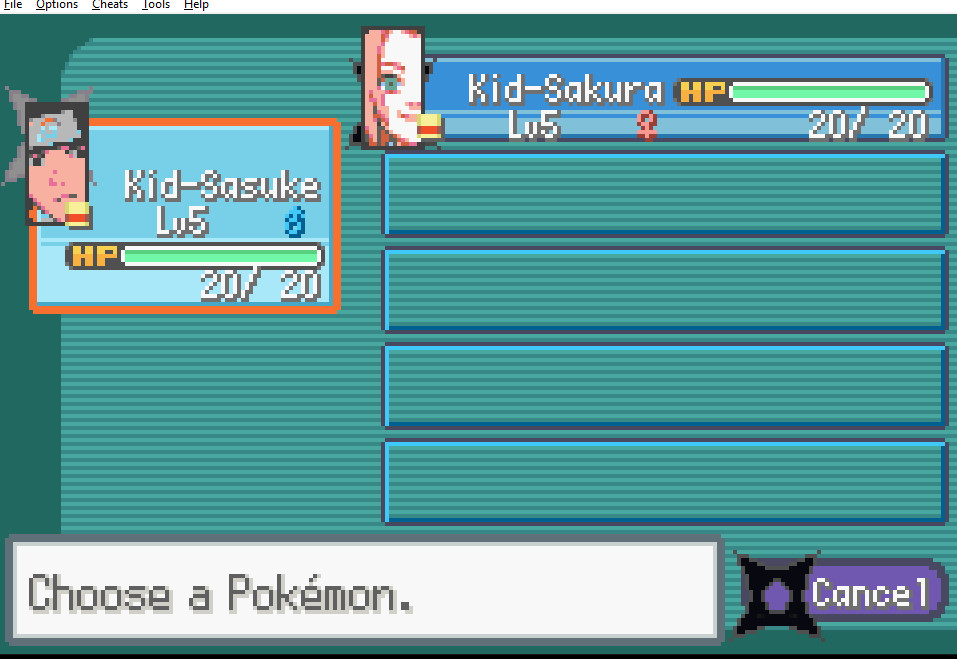 File Options Cheats Tools Help
Kid-Sakura HP
Lv5 ♀ 20/ 20
Kid-Sasuke
Lv5 ♂
HP
20/ 20
Choose a Pokémon.
Cancel